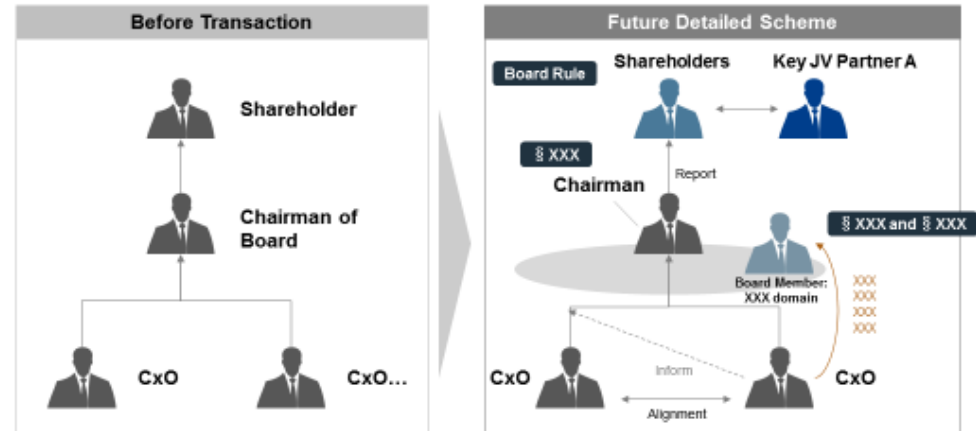 Before Transaction
Shareholder
Chairman of
Board
CxO
CxO...
Future Detailed Scheme
Board Rule
Shareholders
Key JV Partner A
§ XXX
Report
Chairman
§ XXX and § XXX
Board Member:
XXX domain
XXX
XXX
XXX
XXX
CxO
Inform
CxO
Alignment